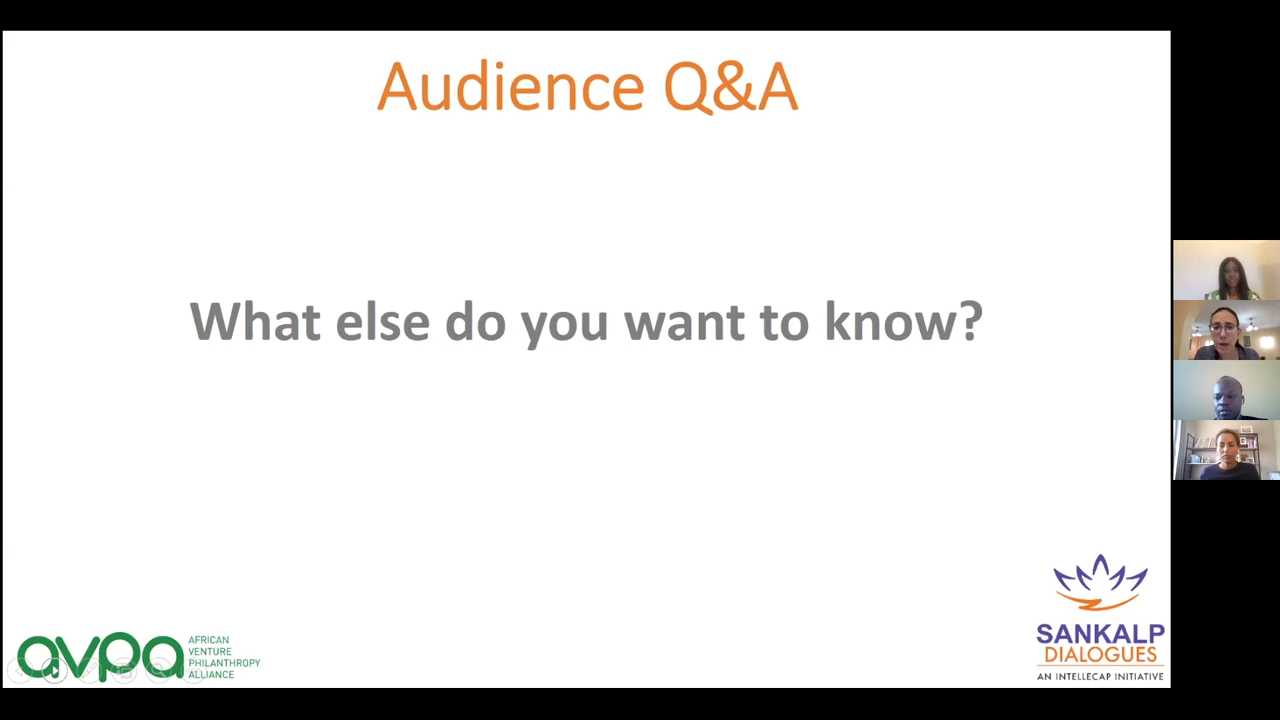 Audience Q&A
What else do you want to know?
avpa
AFRICAN
VENTURE
PHILANTHROPY
ALLIANCE
SANKALP
DIALOGUES
AN INTELLECAP INITIATIVE